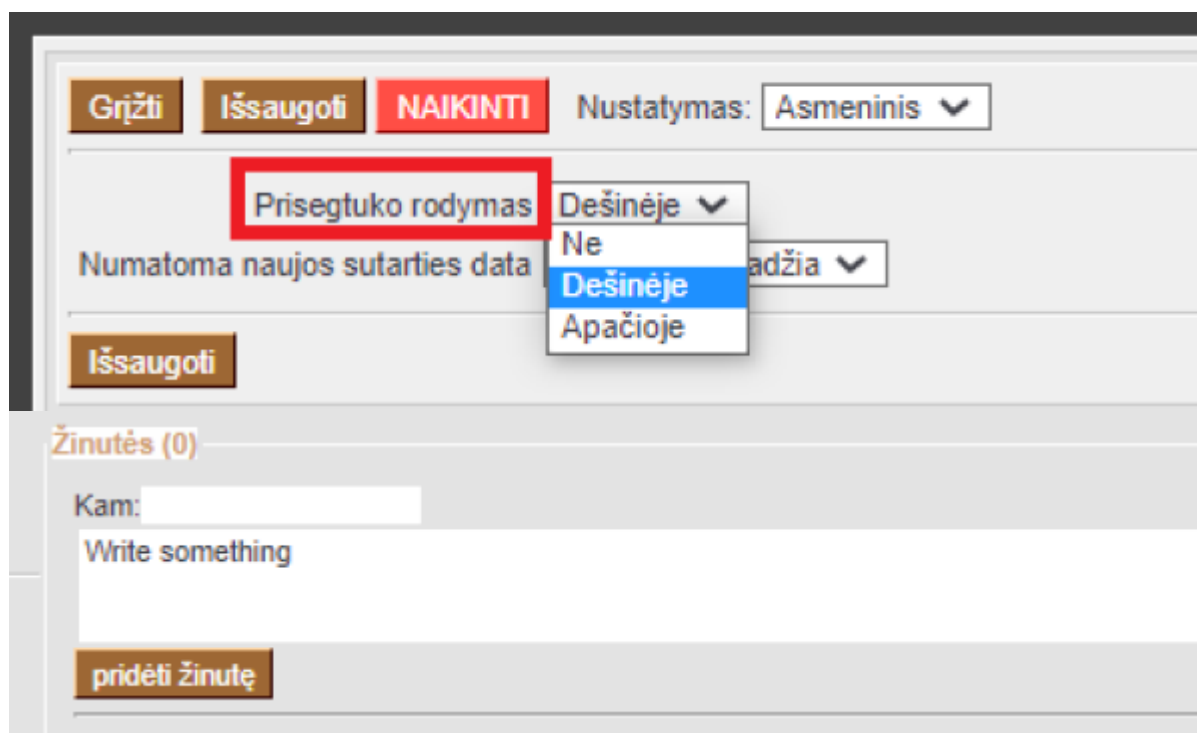 Grįžti Išsaugoti NAIKINTI Nustatymas: Asmeninis
Prisegtuko rodymas Dešinėje
Ne
Numatoma naujos sutarties data adžia
Dešinėje
Apačioje
Išsaugoti
Žinutės (0)
Kam:
Write something
pridėti žinutę